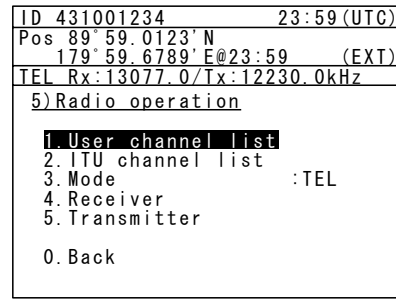 ID 431001234 23:59(UTC)
Pos 89°59.0123'N
179°59.6789'E@23:59 (EXT)
TEL Rx:13077.0/Tx:12230.0kHz
5)Radio operation
1.User channel list
2.ITU channel list
3.Mode :TEL
4.Receiver
5.Transmitter
0.Back